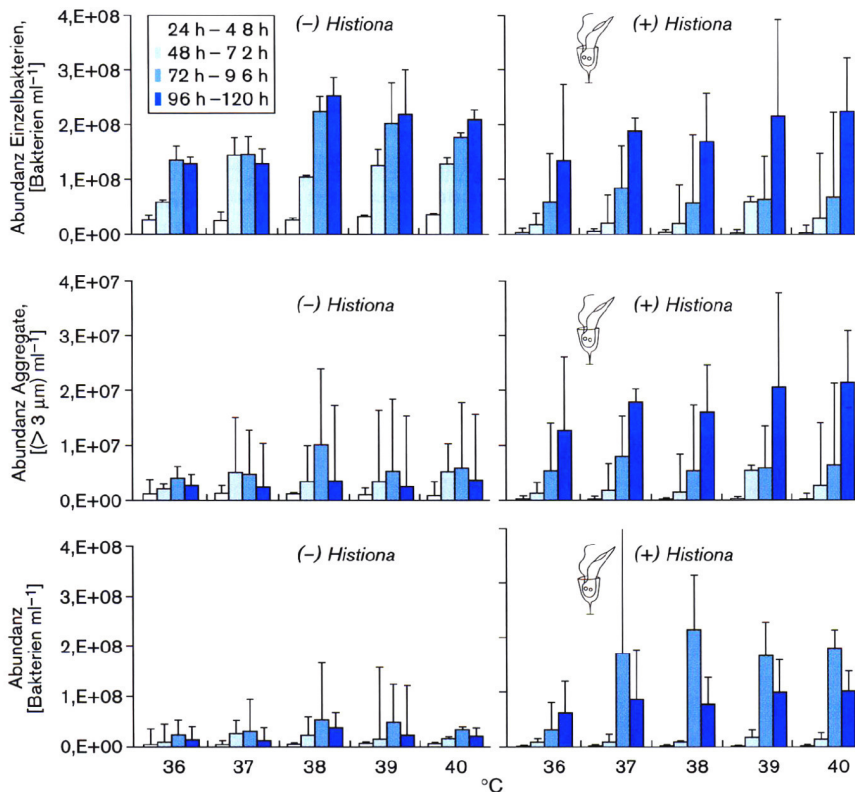 4,E+08
3,E+08
2,E+08
1,E+08
0,E+00
Abundanz Einzelbakterien,
[Bakterien ml⁻¹]
24 h – 4 8 h
48 h – 7 2 h
72 h – 9 6 h
96 h –120 h
(–) Histiona
(+) Histiona
4,E+07
3,E+07
2,E+07
1,E+07
0,E+00
Abundanz Aggregate,
[(> 3 μm) ml⁻¹]
(–) Histiona
(+) Histiona
4,E+08
3,E+08
2,E+08
1,E+08
0,E+00
Abundanz
[Bakterien ml⁻¹]
(–) Histiona
(+) Histiona
36 37 38 39 40 36 37 38 39 40
°C